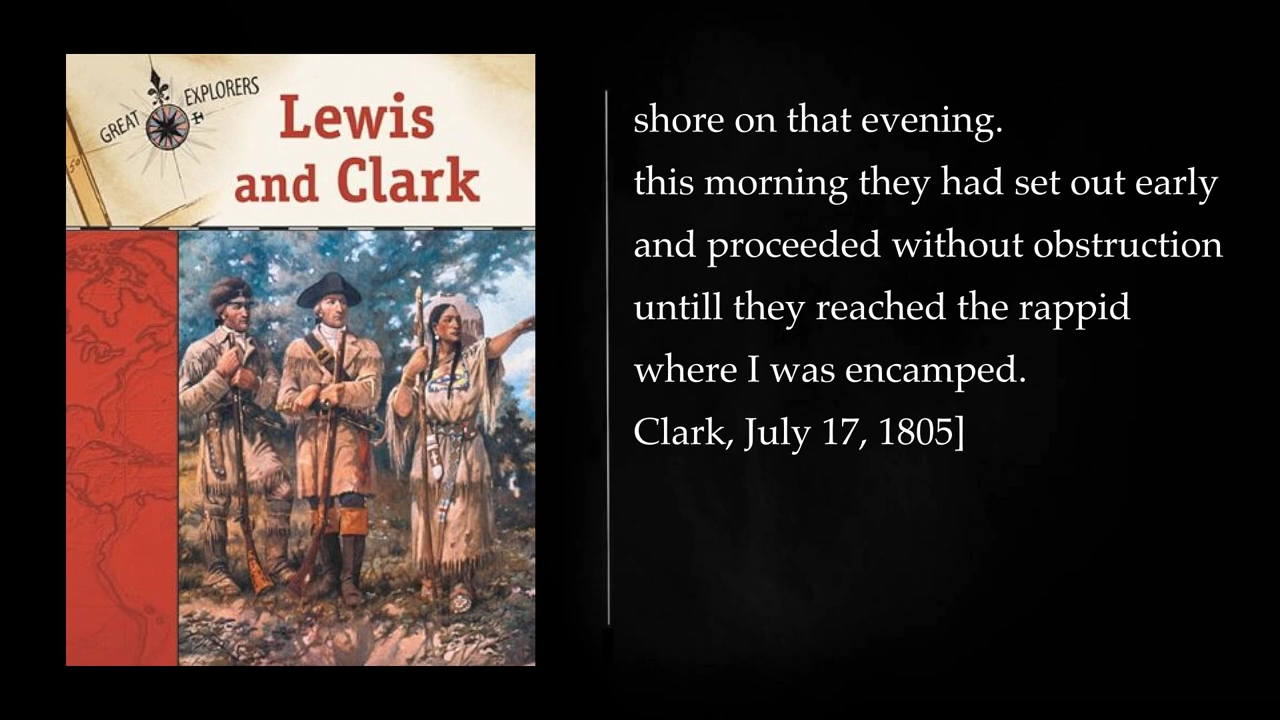 GREAT EXPLORERS
Lewis
and Clark
50
shore on that evening.
this morning they had set out early
and proceeded without obstruction
untill they reached the rappid
where I was encamped.
Clark, July 17, 1805]